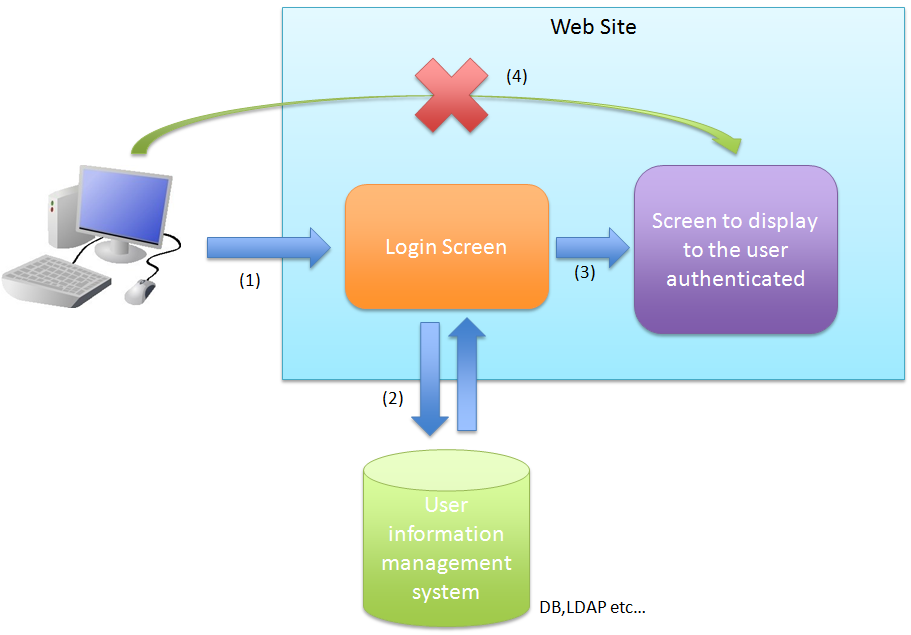 Web Site
(4)
Login Screen
Screen to display
to the user
authenticated
(1)
(3)
(2)
User
information
management
system
DB,LDAP etc...